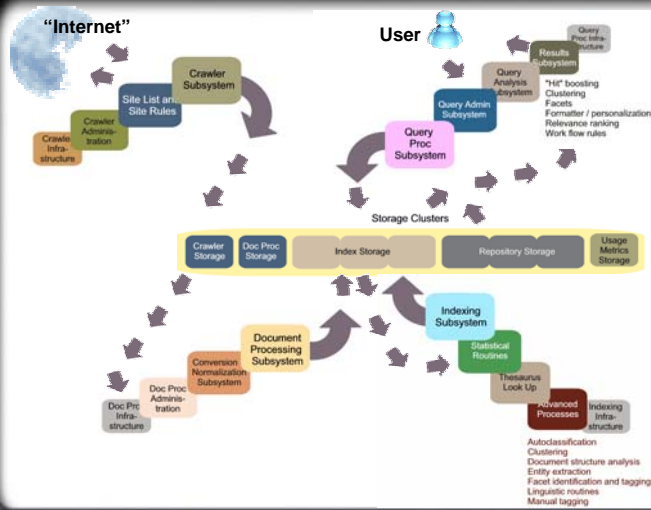 “Internet”
User
Query
Proc Infra-
structure
Results
Subsystem
Query
Analysis
Subsystem
Query Admin
Subsystem
Query
Proc
Subsystem
"Hit" boosting
Clustering
Facets
Formatter / personalization
Relevance ranking
Work flow rules
Crawler
Subsystem
Site List and
Site Rules
Crawler
Adminis-
tration
Crawler
Infra-
structure
Storage Clusters
Crawler
Storage
Doc Proc
Storage
Index Storage
Repository Storage
Usage
Metrics
Storage
Document
Processing
Subsystem
Conversion
Normalization
Subsystem
Doc Proc
Adminis-
tration
Doc Proc
Infra-
structure
Indexing
Subsystem
Statistical
Routines
Thesaurus
Look Up
Advanced
Processes
Indexing
Infra-
structure
Autoclassification
Clustering
Document structure analysis
Entity extraction
Facet identification and tagging
Linguistic routines
Manual tagging